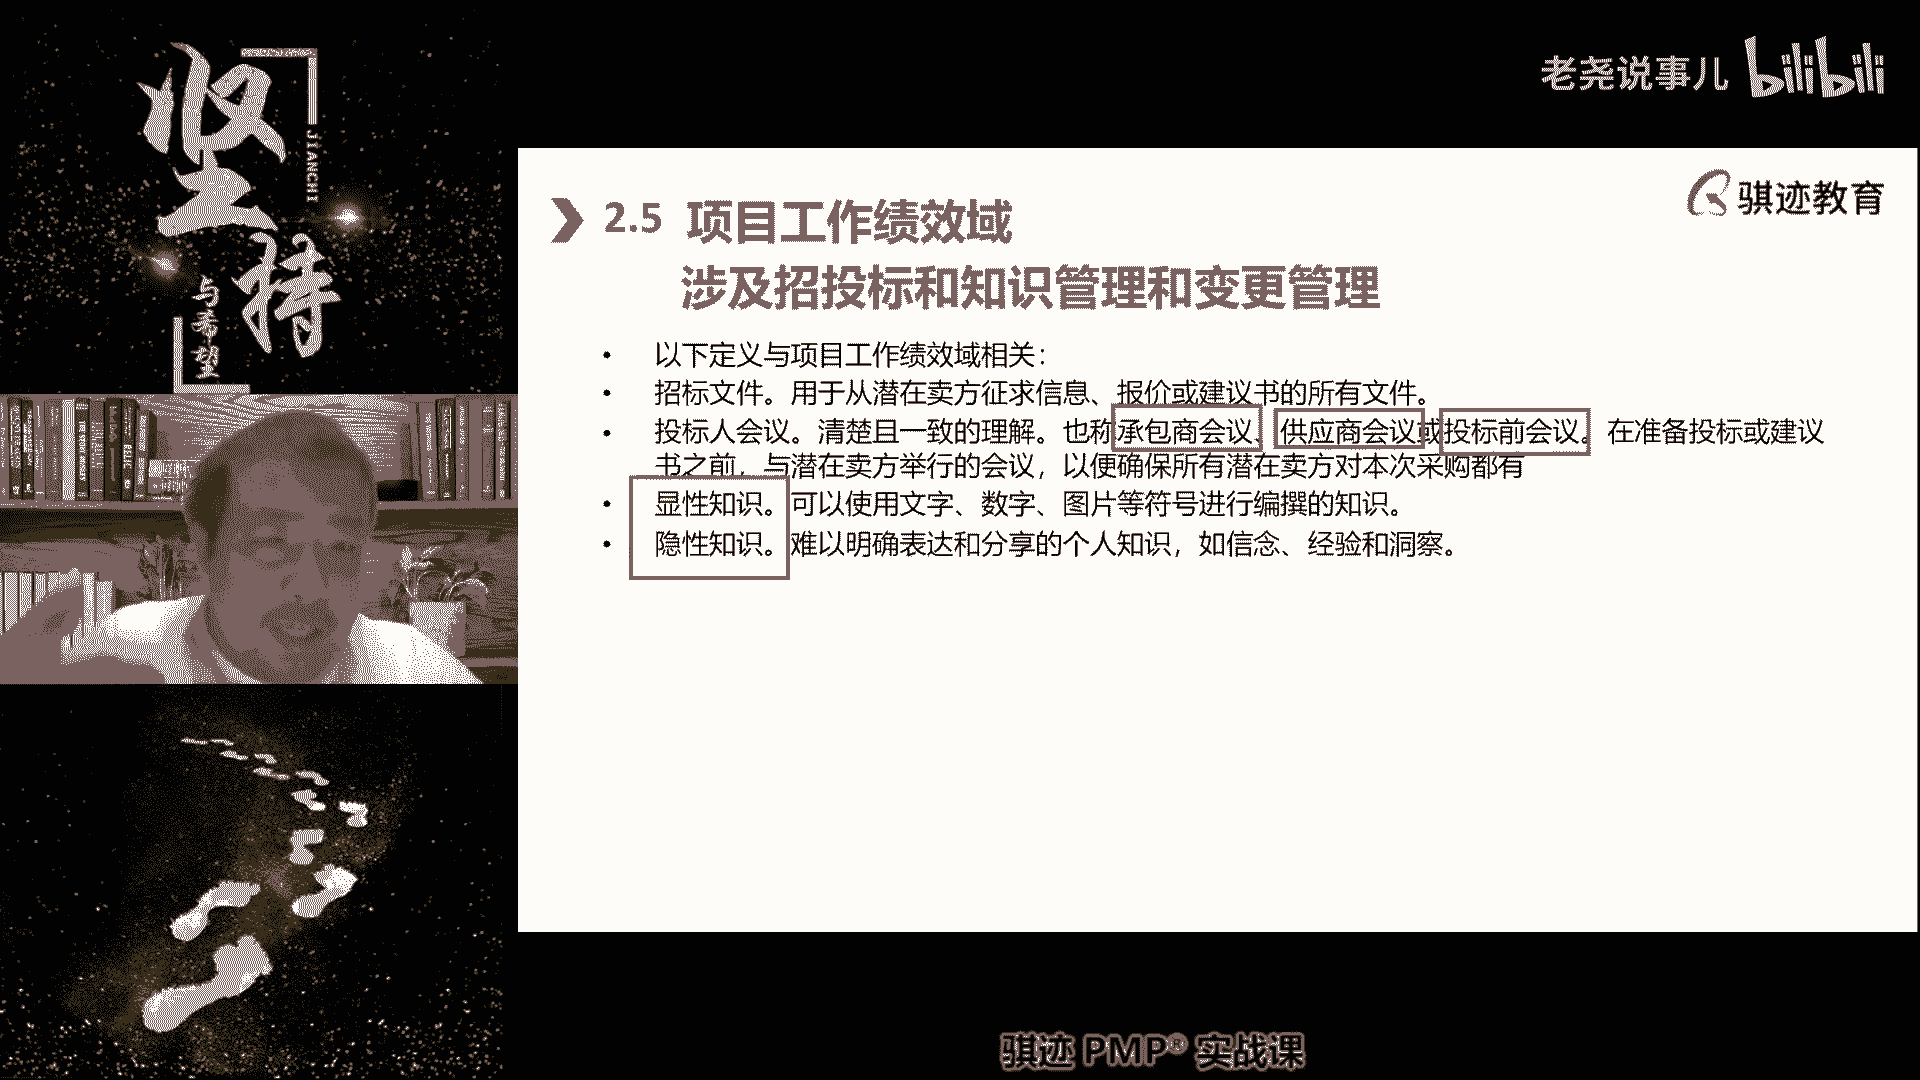 坚持
JIANCHI
与希望
老尧说事儿 bilibili
骐迹教育
2.5 项目工作绩效域
涉及招投标和知识管理和变更管理
• 以下定义与项目工作绩效域相关：
• 招标文件。用于从潜在卖方征求信息、报价或建议书的所有文件。
• 投标人会议。清楚且一致的理解。也称承包商会议、供应商会议或投标前会议。在准备投标或建议
书之前，与潜在卖方举行的会议，以便确保所有潜在卖方对本次采购都有
• 显性知识。可以使用文字、数字、图片等符号进行编撰的知识。
• 隐性知识。难以明确表达和分享的个人知识，如信念、经验和洞察。
骐迹 PMP® 实战课